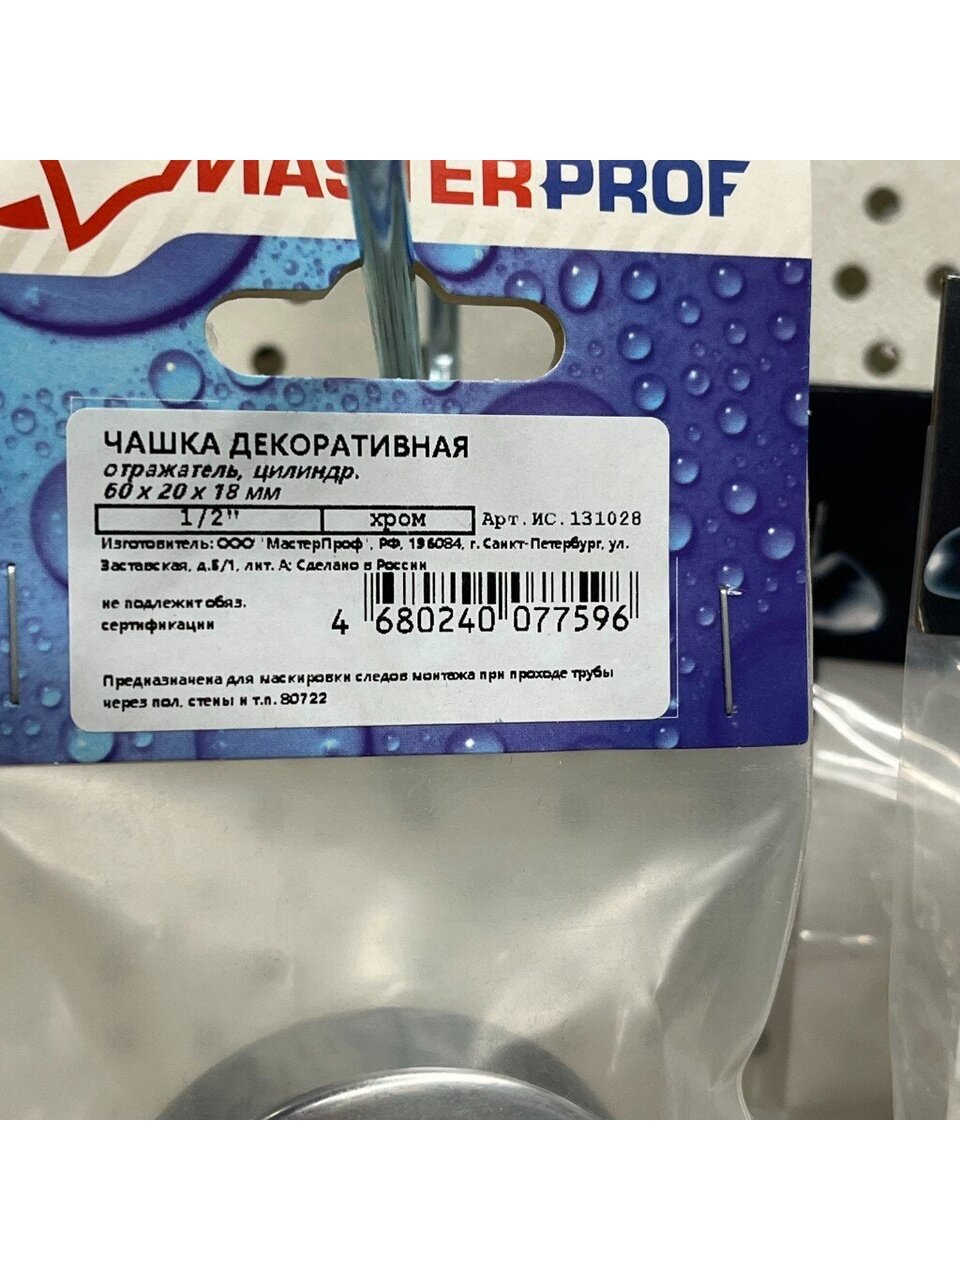 MASTERPROF
ЧАШКА ДЕКОРАТИВНАЯ
отражатель, цилиндр.
60 х 20 х 18 мм
1/2" хром Арт.ИС.131028
Изготовитель: ООО 'МастерПроф', РФ, 196084, г. Санкт-Петербург, ул.
Заставская, д.5/1, лит. А; Сделано в России
не подлежит обяз.
сертификации
4 680240 077596
Предназначена для маскировки следов монтажа при проходе трубы
через пол, стены и т.п. 80722